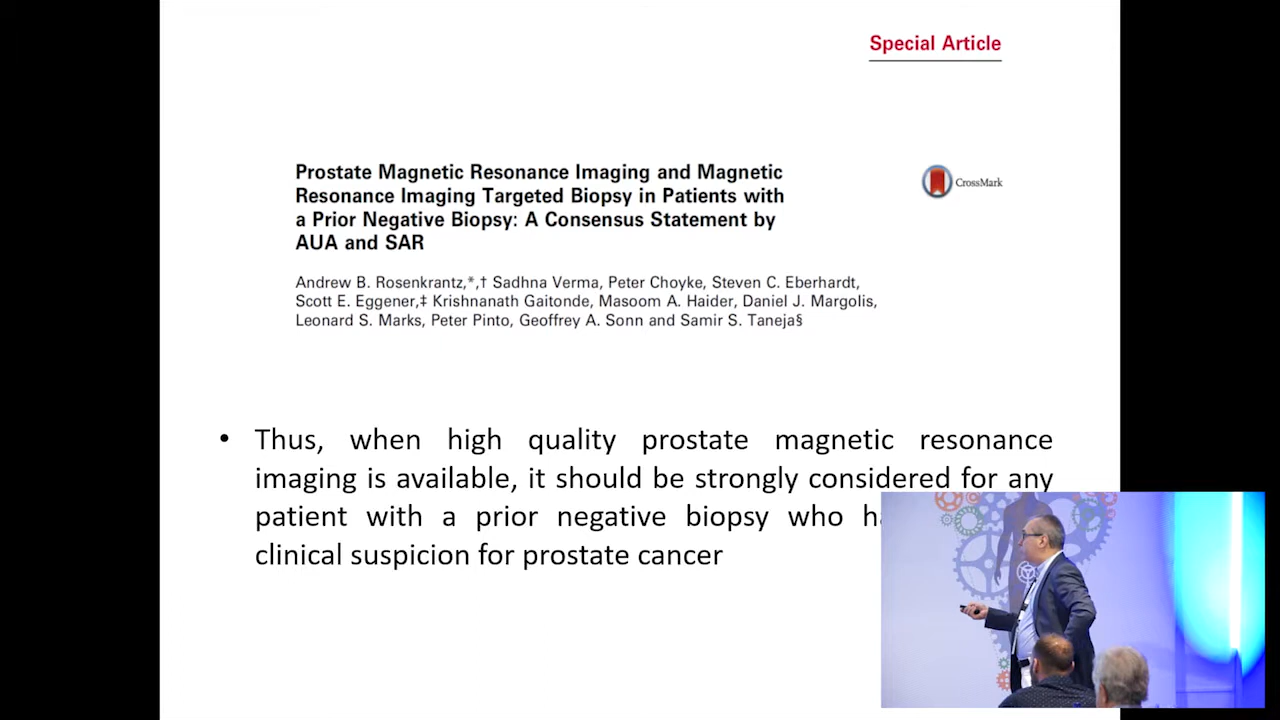 Special Article
Prostate Magnetic Resonance Imaging and Magnetic
Resonance Imaging Targeted Biopsy in Patients with
a Prior Negative Biopsy: A Consensus Statement by
AUA and SAR
CrossMark
Andrew B. Rosenkrantz,*,† Sadhna Verma, Peter Choyke, Steven C. Eberhardt,
Scott E. Eggener,‡ Krishnanath Gaitonde, Masoom A. Haider, Daniel J. Margolis,
Leonard S. Marks, Peter Pinto, Geoffrey A. Sonn and Samir S. Taneja§
• Thus, when high quality prostate magnetic resonance
imaging is available, it should be strongly considered for any
patient with a prior negative biopsy who
clinical suspicion for prostate cancer